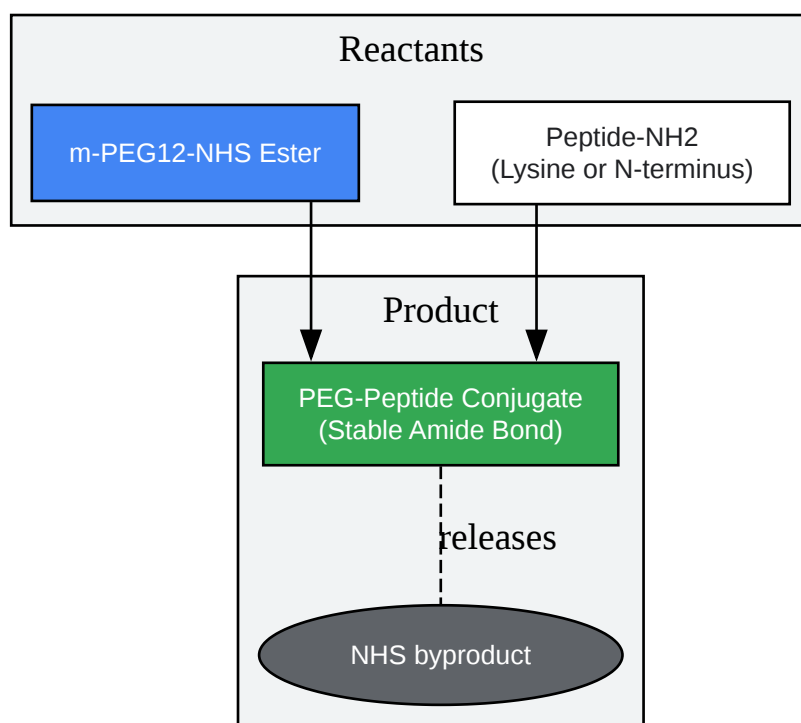 Reactants
m-PEG12-NHS Ester
Peptide-NH2
(Lysine or N-terminus)
Product
PEG-Peptide Conjugate
(Stable Amide Bond)
releases
NHS byproduct